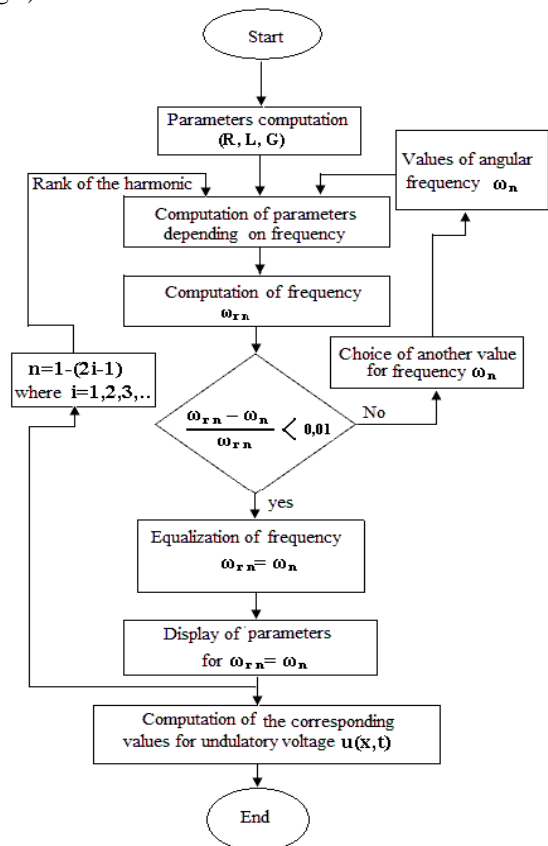 Start
Parameters computation
(R, L, G)
Rank of the harmonic
Values of angular
frequency ωn
Computation of parameters
depending on frequency
Computation of frequency
ωrn
n=1-(2i-1)
where i=1,2,3,..
Choice of another value
for frequency ωn
ωrn − ωn
ωrn
< 0,01
No
yes
Equalization of frequency
ωrn= ωn
Display of parameters
for ωrn= ωn
Computation of the corresponding
values for undulatory voltage u(x,t)
End